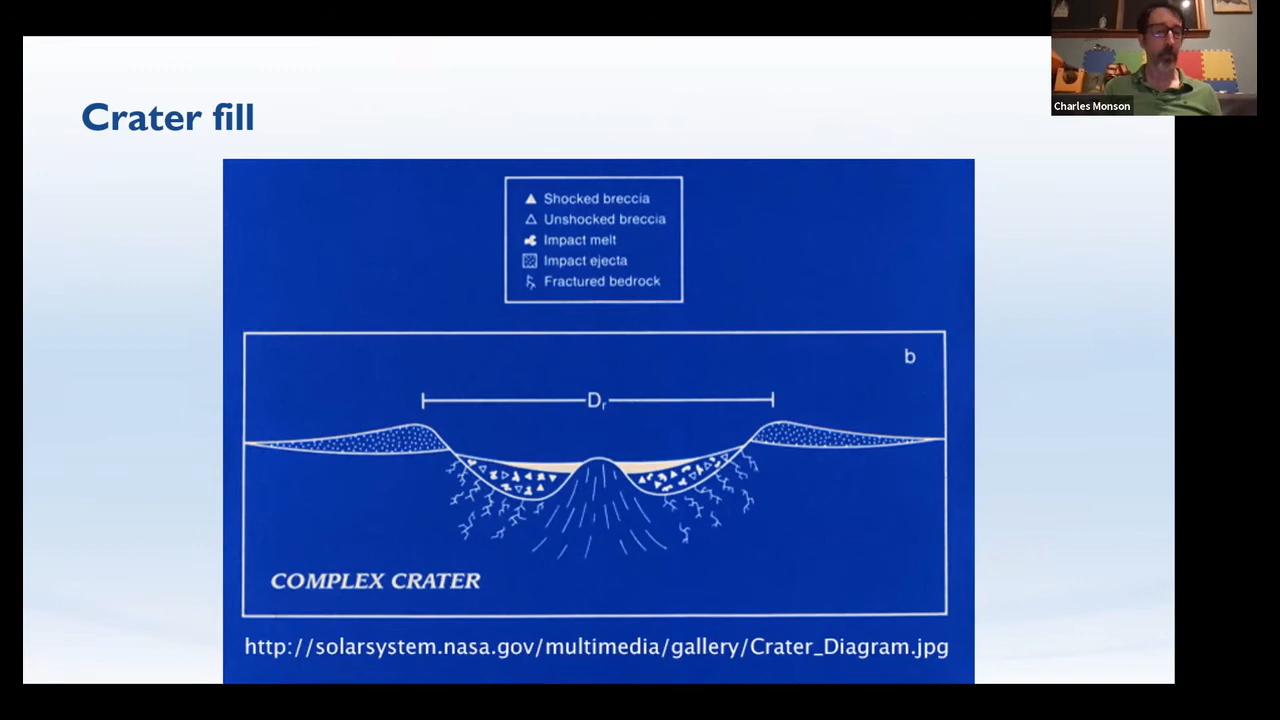 Charles Monson
Crater fill
Shocked breccia
Unshocked breccia
Impact melt
Impact ejecta
Fractured bedrock
b
Dr
COMPLEX CRATER
http://solarsystem.nasa.gov/multimedia/gallery/Crater_Diagram.jpg